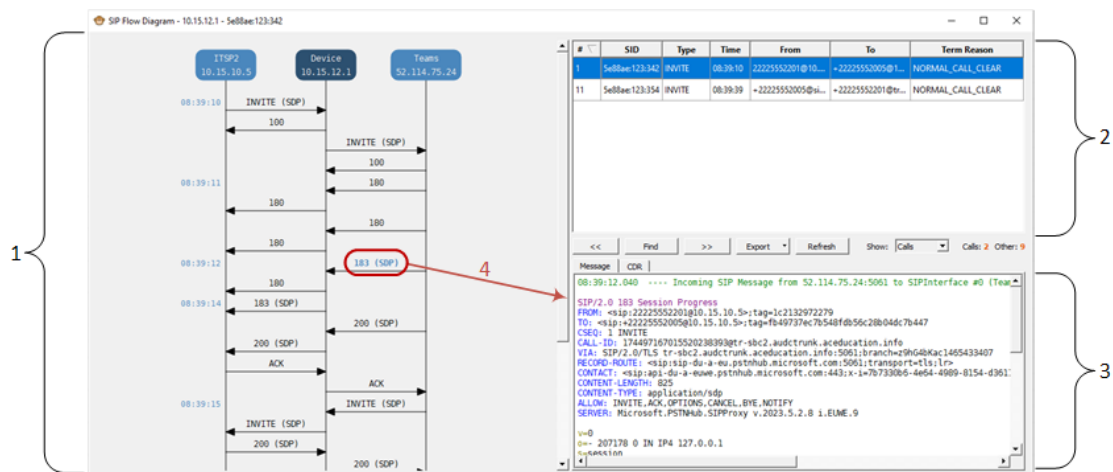 SIP Flow Diagram - 10.15.12.1 - 5e88ae:123:342
1
ITSP2
10.15.10.5
Device
10.15.12.1
Teams
52.114.75.24
08:39:10
INVITE (SDP)
100
INVITE (SDP)
100
08:39:11
180
180
180
180
08:39:12
183 (SDP)
4
180
08:39:14
183 (SDP)
200 (SDP)
200 (SDP)
ACK
ACK
08:39:15
INVITE (SDP)
INVITE (SDP)
200 (SDP)
200 (SDP)
# SID Type Time From To Term Reason
1 5e88ae:123:342 INVITE 08:39:10 22225552201@10.... +22225552005@1... NORMAL_CALL_CLEAR
11 5e88ae:123:354 INVITE 08:39:39 +22225552005@si... +22225552201@tr... NORMAL_CALL_CLEAR
2
<< Find >> Export Refresh Show: Calls Calls: 2 Other: 9
Message CDR
08:39:12.040 ---- Incoming SIP Message from 52.114.75.24:5061 to SIPInterface #0 (Team
SIP/2.0 183 Session Progress
FROM: <sip:22225552201@10.15.10.5>;tag=1c2132972279
TO: <sip:+22225552005@10.15.10.5>;tag=fb49737ec7b548fdb56c28b04dc7b447
CSEQ: 1 INVITE
CALL-ID: 174497167015520238393@tr-sbc2.audctrunk.aceducation.info
VIA: SIP/2.0/TLS tr-sbc2.audctrunk.aceducation.info:5061;branch=z9hG4bKac1465433407
RECORD-ROUTE: <sip:sip-du-a-eu.pstnhub.microsoft.com:5061;transport=tls;lr>
CONTACT: <sip:api-du-a-euwe.pstnhub.microsoft.com:443;x-i=7b7330b6-4e64-4989-8154-d361
CONTENT-LENGTH: 825
CONTENT-TYPE: application/sdp
ALLOW: INVITE,ACK,OPTIONS,CANCEL,BYE,NOTIFY
SERVER: Microsoft.PSTNHub.SIPProxy v.2023.5.2.8 i.EUWE.9
v=0
o=- 207178 0 IN IP4 127.0.0.1
s=session
3